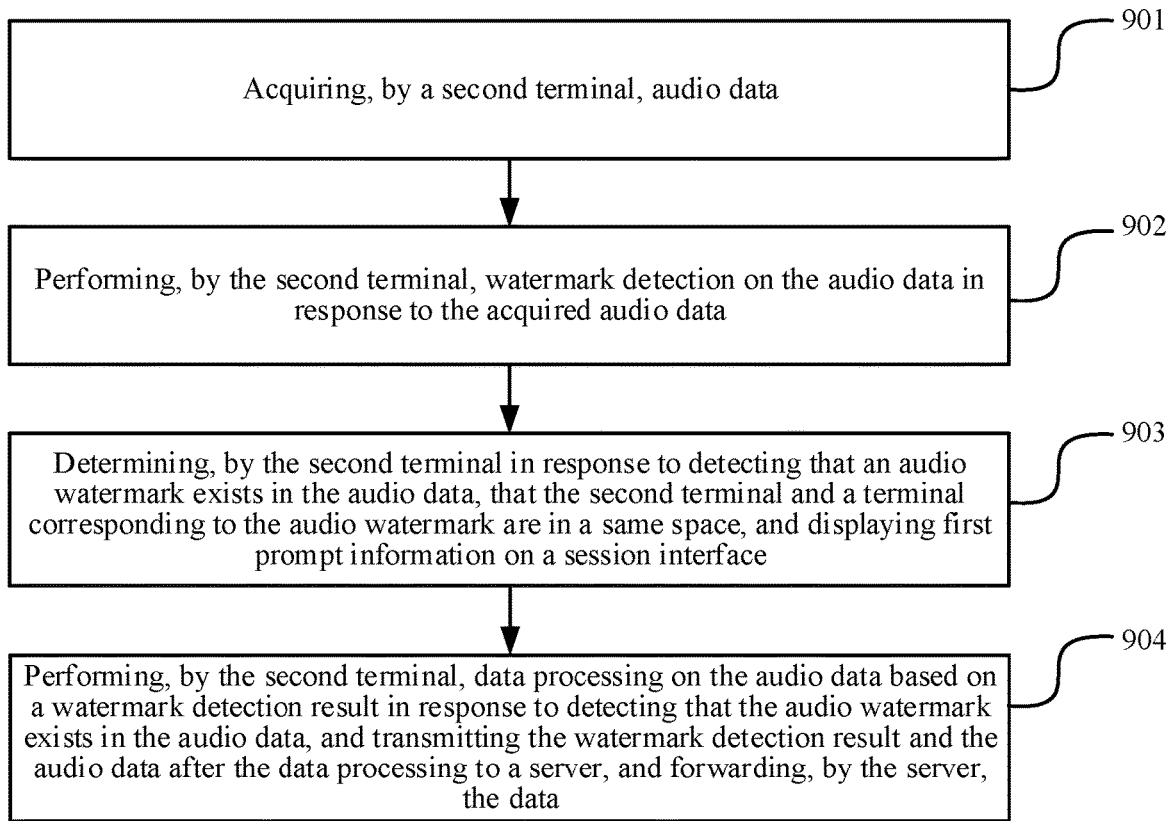 901
Acquiring, by a second terminal, audio data
902
Performing, by the second terminal, watermark detection on the audio data in
response to the acquired audio data
903
Determining, by the second terminal in response to detecting that an audio
watermark exists in the audio data, that the second terminal and a terminal
corresponding to the audio watermark are in a same space, and displaying first
prompt information on a session interface
904
Performing, by the second terminal, data processing on the audio data based on
a watermark detection result in response to detecting that the audio watermark
exists in the audio data, and transmitting the watermark detection result and the
audio data after the data processing to a server, and forwarding, by the server,
the data